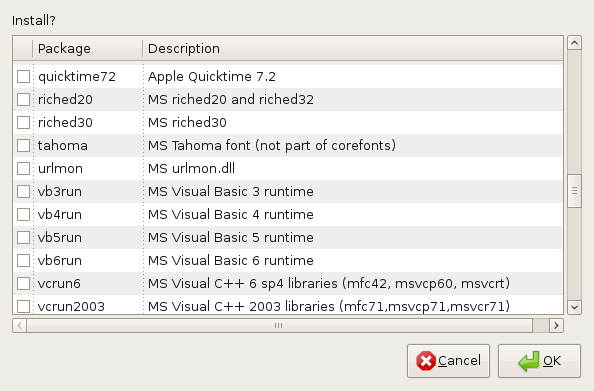 Install?
Package Description
quicktime72 Apple Quicktime 7.2
riched20 MS riched20 and riched32
riched30 MS riched30
tahoma MS Tahoma font (not part of corefonts)
urlmon MS urlmon.dll
vb3run MS Visual Basic 3 runtime
vb4run MS Visual Basic 4 runtime
vb5run MS Visual Basic 5 runtime
vb6run MS Visual Basic 6 runtime
vcrun6 MS Visual C++ 6 sp4 libraries (mfc42, msvcp60, msvcrt)
vcrun2003 MS Visual C++ 2003 libraries (mfc71,msvcp71,msvcr71)
Cancel OK